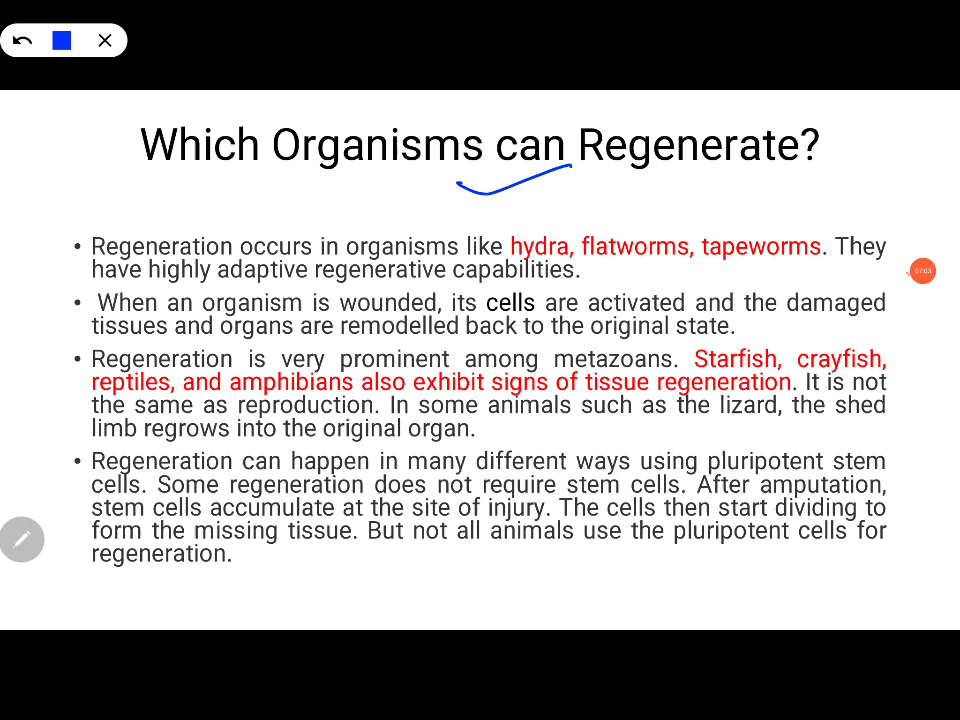 Which Organisms can Regenerate?
• Regeneration occurs in organisms like hydra, flatworms, tapeworms. They
have highly adaptive regenerative capabilities.
07:03
• When an organism is wounded, its cells are activated and the damaged
tissues and organs are remodelled back to the original state.
• Regeneration is very prominent among metazoans. Starfish, crayfish,
reptiles, and amphibians also exhibit signs of tissue regeneration. It is not
the same as reproduction. In some animals such as the lizard, the shed
limb regrows into the original organ.
• Regeneration can happen in many different ways using pluripotent stem
cells. Some regeneration does not require stem cells. After amputation,
stem cells accumulate at the site of injury. The cells then start dividing to
form the missing tissue. But not all animals use the pluripotent cells for
regeneration.